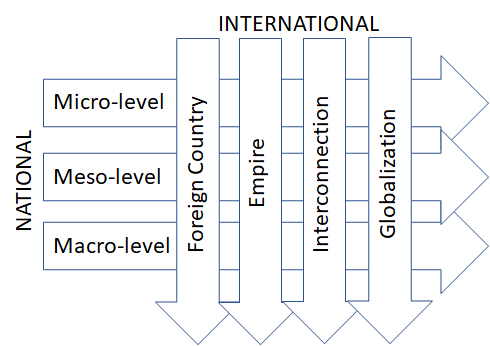 INTERNATIONAL
NATIONAL
Micro-level
Meso-level
Macro-level
Foreign Country
Empire
Interconnection
Globalization